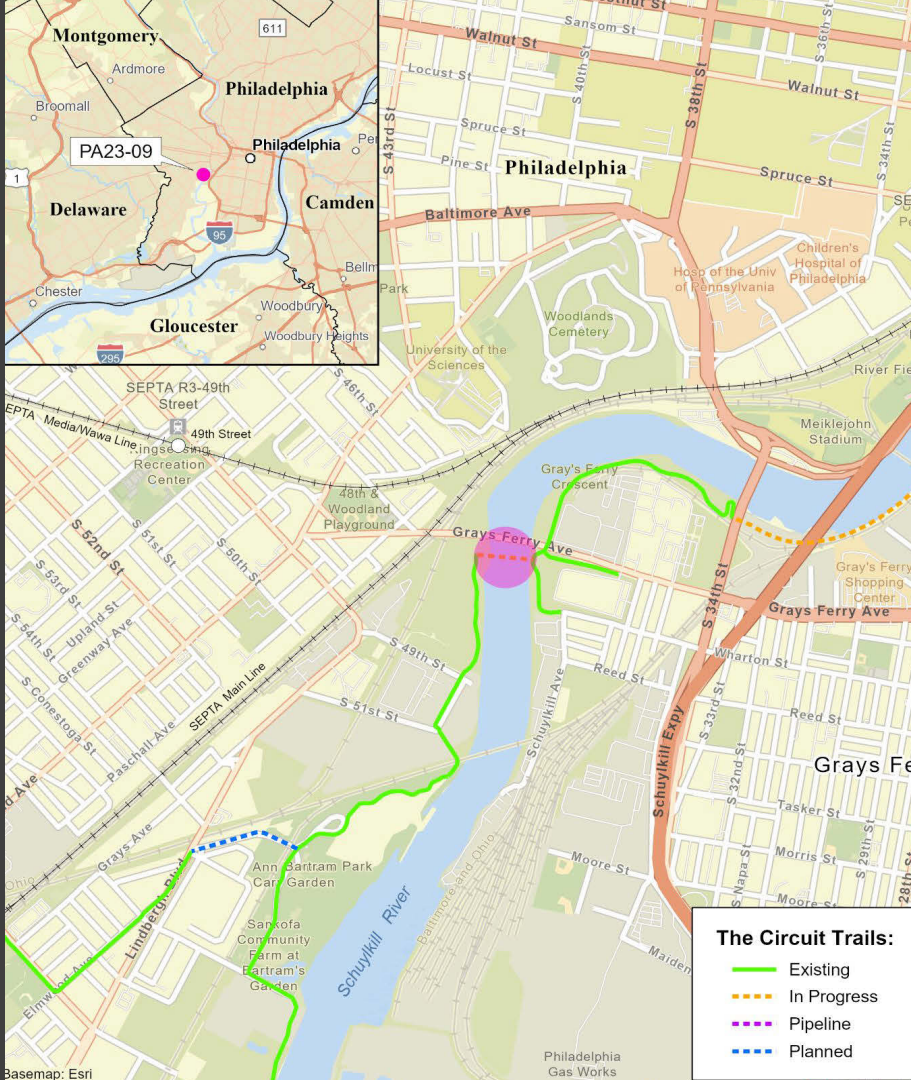 Montgomery
611
Ardmore
Philadelphia
Broomall
Philadelphia
PA23-09
1
Delaware
Camden
95
Chester
Woodbury
Gloucester
Woodbury Heights
295
Sansom St
Walnut St
S 36th St
Locust St
S 40th St
S 38th St
Walnut St
S 43rd St
Spruce St
S 34th St
Pine St
Philadelphia
Spruce St
Baltimore Ave
Children's
Hospital of
Philadelphia
Hosp of the Univ
of Pennsylvania
Park
Woodlands
Cemetery
University of the
Sciences
SEPTA R3-49th
Street
S 46th St
SEPTA Media/Wawa Line
49th Street
Kingsessing
Recreation
Center
Meiklejohn
Stadium
Gray's Ferry
Crescent
48th &
Woodland
Playground
S 52nd St
S 51st St
S 50th St
Grays Ferry Ave
S 53rd St
Gray's Ferry
Shopping
Center
S 34th St
Upland St
Greenway Ave
S 54th St
Grays Ferry Ave
S 49th St
Wharton St
S Conestoga St
SEPTA Main Line
S 51st St
Reed St
Schuylkill Ave
S 33rd St
Reed St
Paschall Ave
Schuylkill Expy
S 32nd St
Tasker St
Grays Ave
Morris St
S 29th St
Ann Bartram Park
Moore St
S Napa St
Moore St
28th St
Garden
Lindbergh Blvd
Baltimore and Ohio
Schuylkill River
Sankofa
Community
Farm at
Bartram's
Garden
Elmwood Ave
The Circuit Trails:
Existing
In Progress
Pipeline
Planned
Philadelphia
Gas Works
Basemap: Esri